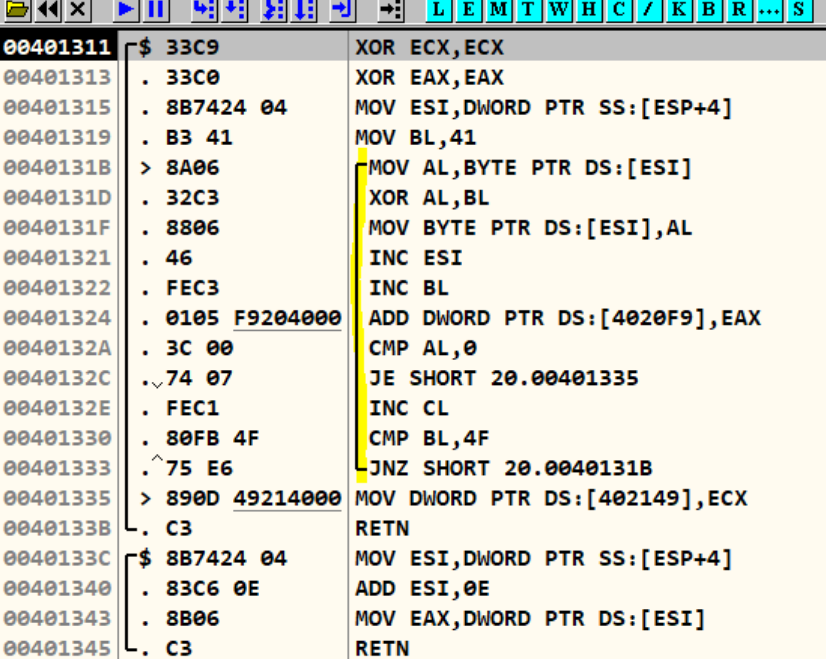 L E M T W H C / K B R ... S
00401311 $ 33C9 XOR ECX,ECX
00401313 . 33C0 XOR EAX,EAX
00401315 . 8B7424 04 MOV ESI,DWORD PTR SS:[ESP+4]
00401319 . B3 41 MOV BL,41
0040131B > 8A06 MOV AL,BYTE PTR DS:[ESI]
0040131D . 32C3 XOR AL,BL
0040131F . 8806 MOV BYTE PTR DS:[ESI],AL
00401321 . 46 INC ESI
00401322 . FEC3 INC BL
00401324 . 0105 F9204000 ADD DWORD PTR DS:[4020F9],EAX
0040132A . 3C 00 CMP AL,0
0040132C . 74 07 JE SHORT 20.00401335
0040132E . FEC1 INC CL
00401330 . 80FB 4F CMP BL,4F
00401333 . 75 E6 JNZ SHORT 20.0040131B
00401335 > 890D 49214000 MOV DWORD PTR DS:[402149],ECX
0040133B . C3 RETN
0040133C $ 8B7424 04 MOV ESI,DWORD PTR SS:[ESP+4]
00401340 . 83C6 0E ADD ESI,0E
00401343 . 8B06 MOV EAX,DWORD PTR DS:[ESI]
00401345 . C3 RETN